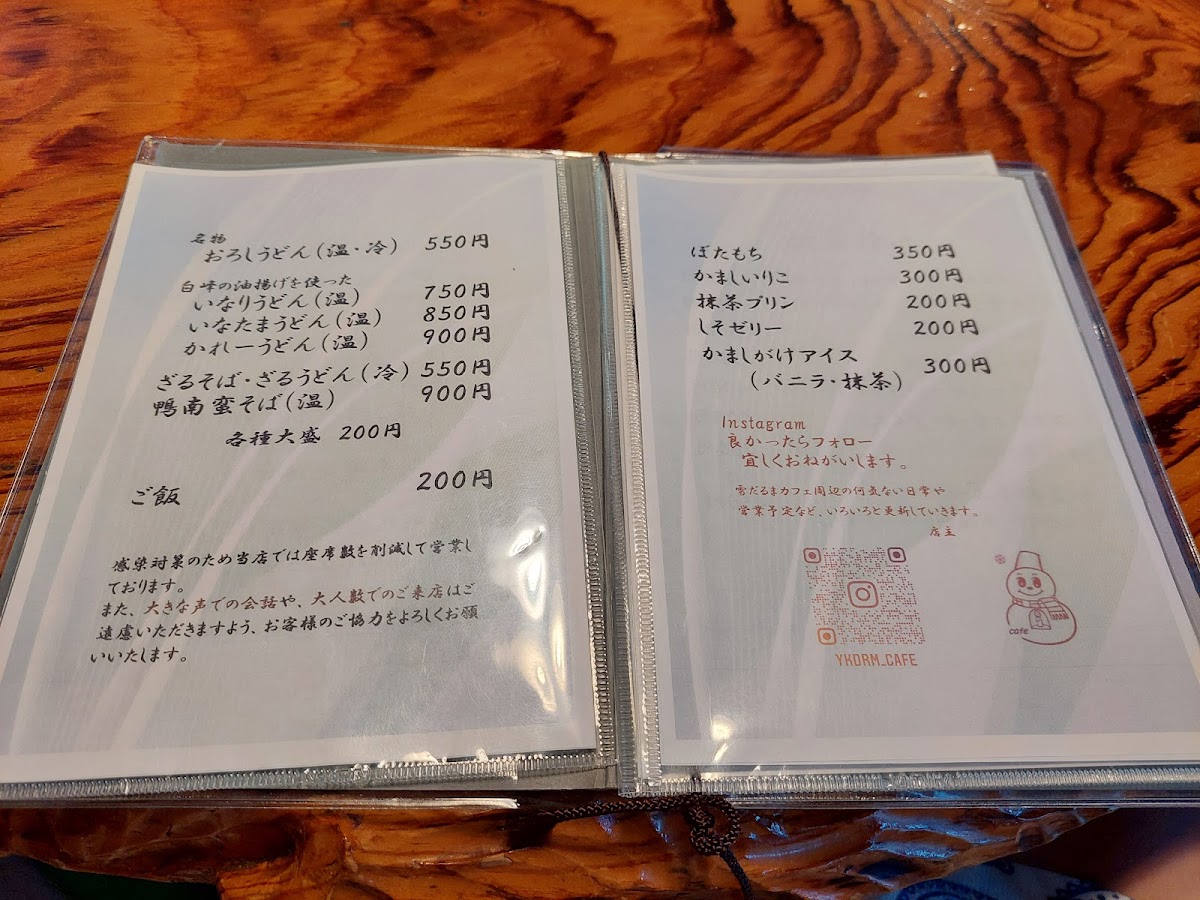 名物
おろしうどん(温・冷) 550円
白峰の油揚げを使った
いなりうどん(温) 750円
いなたまうどん(温) 850円
かれーうどん(温) 900円
ざるそば・ざるうどん(冷) 550円
鴨南蛮そば(温) 900円
各種大盛 200円
ご飯 200円
感染対策のため当店では座席数を削減して営業し
ております。
また、大きな声での会話や、大人数でのご来店はご
遠慮いただきますよう、お客様のご協力をよろしくお願
いいたします。
ぼたもち 350円
かましいりこ 300円
抹茶プリン 200円
しそゼリー 200円
かましがけアイス 300円
(バニラ・抹茶)
Instagram
良かったらフォロー
宜しくおねがいします。
雪だるまカフェ周辺の何気ない日常や
営業予定など、いろいろと更新していきます。
店主
YKDRM_CAFE
cafe